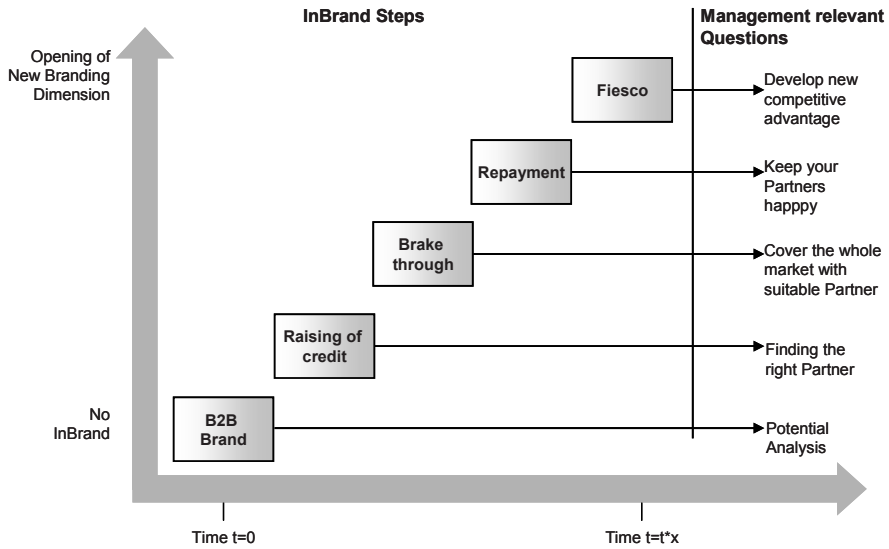 InBrand Steps
Management relevant
Questions
Opening of
New Branding
Dimension
Fiesco
Develop new
competitive
advantage
Repayment
Keep your
Partners
happpy
Brake
through
Cover the whole
market with
suitable Partner
Raising of
credit
Finding the
right Partner
No
InBrand
B2B
Brand
Potential
Analysis
Time t=0
Time t=t*x